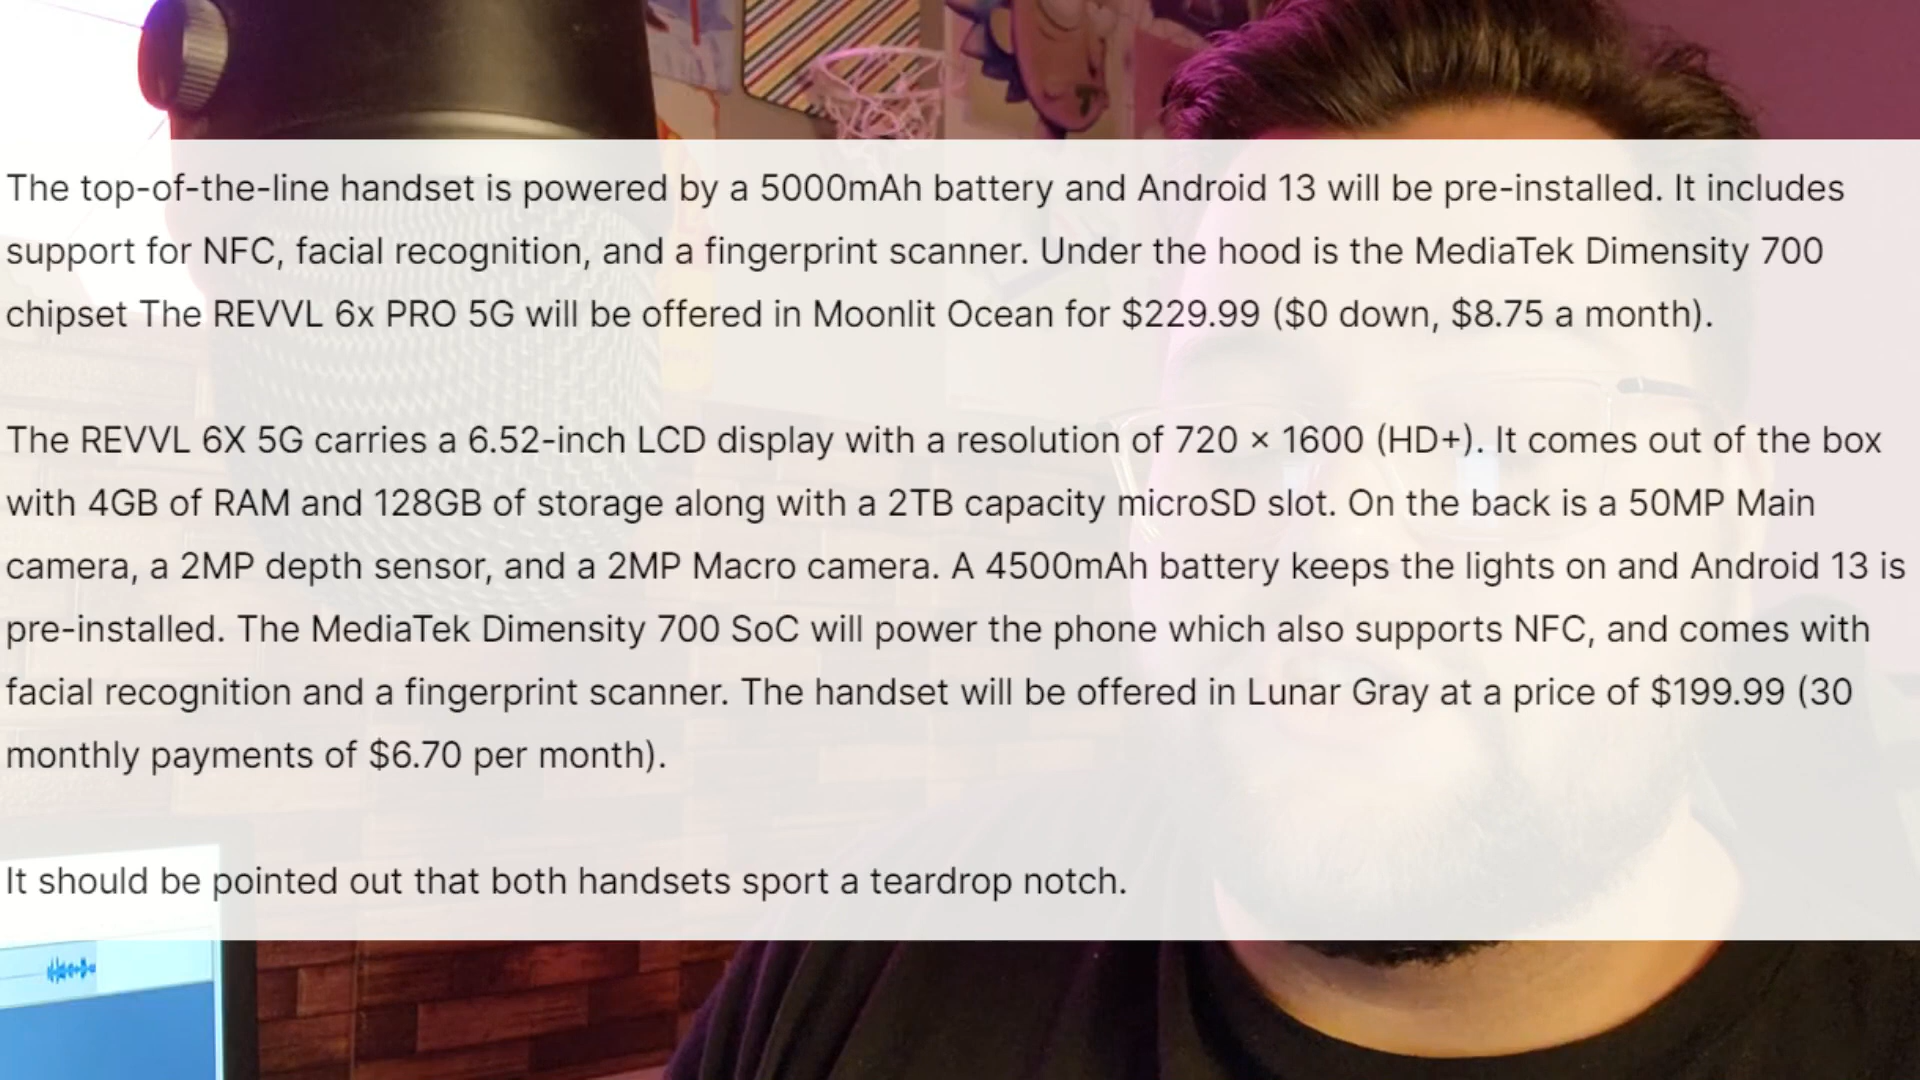 The top-of-the-line handset is powered by a 5000mAh battery and Android 13 will be pre-installed. It includes
support for NFC, facial recognition, and a fingerprint scanner. Under the hood is the MediaTek Dimensity 700
chipset The REVVL 6x PRO 5G will be offered in Moonlit Ocean for $229.99 ($0 down, $8.75 a month).
The REVVL 6X 5G carries a 6.52-inch LCD display with a resolution of 720 × 1600 (HD+). It comes out of the box
with 4GB of RAM and 128GB of storage along with a 2TB capacity microSD slot. On the back is a 50MP Main
camera, a 2MP depth sensor, and a 2MP Macro camera. A 4500mAh battery keeps the lights on and Android 13 is
pre-installed. The MediaTek Dimensity 700 SoC will power the phone which also supports NFC, and comes with
facial recognition and a fingerprint scanner. The handset will be offered in Lunar Gray at a price of $199.99 (30
monthly payments of $6.70 per month).
It should be pointed out that both handsets sport a teardrop notch.